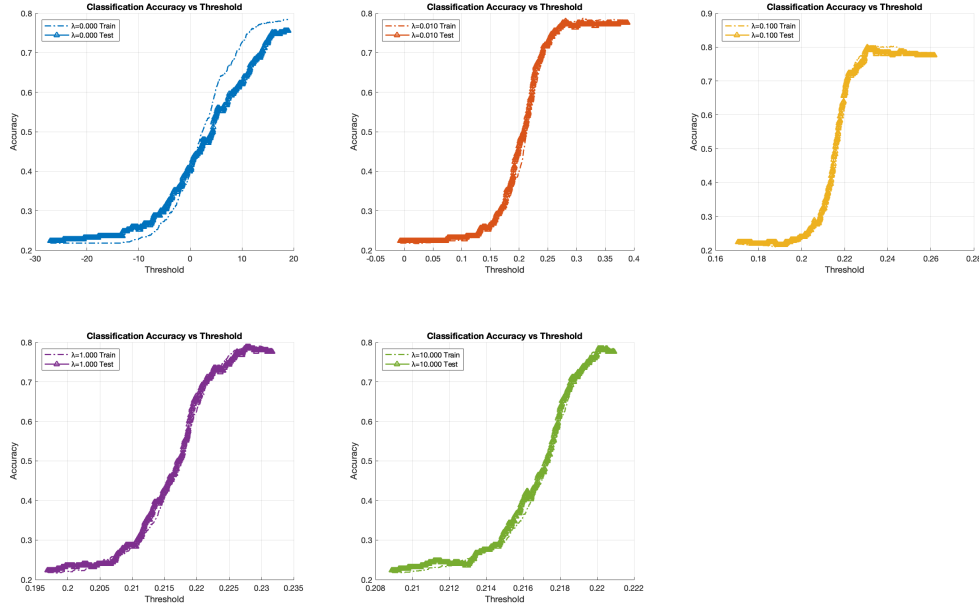 Classification Accuracy vs Threshold
λ=0.000 Train
λ=0.000 Test
Accuracy
0.8
0.7
0.6
0.5
0.4
0.3
0.2
-30 -20 -10 0 10 20
Threshold
Classification Accuracy vs Threshold
λ=0.010 Train
λ=0.010 Test
Accuracy
0.8
0.7
0.6
0.5
0.4
0.3
0.2
-0.05 0 0.05 0.1 0.15 0.2 0.25 0.3 0.35 0.4
Threshold
Classification Accuracy vs Threshold
λ=0.100 Train
λ=0.100 Test
Accuracy
0.9
0.8
0.7
0.6
0.5
0.4
0.3
0.2
0.16 0.18 0.2 0.22 0.24 0.26 0.28
Threshold
Classification Accuracy vs Threshold
λ=1.000 Train
λ=1.000 Test
Accuracy
0.8
0.7
0.6
0.5
0.4
0.3
0.2
0.195 0.2 0.205 0.21 0.215 0.22 0.225 0.23 0.235
Threshold
Classification Accuracy vs Threshold
λ=10.000 Train
λ=10.000 Test
Accuracy
0.8
0.7
0.6
0.5
0.4
0.3
0.2
0.208 0.21 0.212 0.214 0.216 0.218 0.22 0.222
Threshold